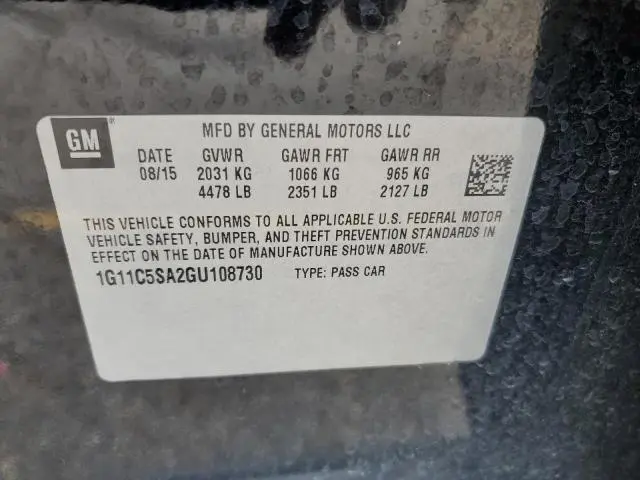 GM
MFD BY GENERAL MOTORS LLC
DATE GVWR GAWR FRT GAWR RR
08/15 2031 KG 1066 KG 965 KG
4478 LB 2351 LB 2127 LB
THIS VEHICLE CONFORMS TO ALL APPLICABLE U.S. FEDERAL MOTOR
VEHICLE SAFETY, BUMPER, AND THEFT PREVENTION STANDARDS IN
EFFECT ON THE DATE OF MANUFACTURE SHOWN ABOVE.
1G11C5SA2GU108730 TYPE: PASS CAR